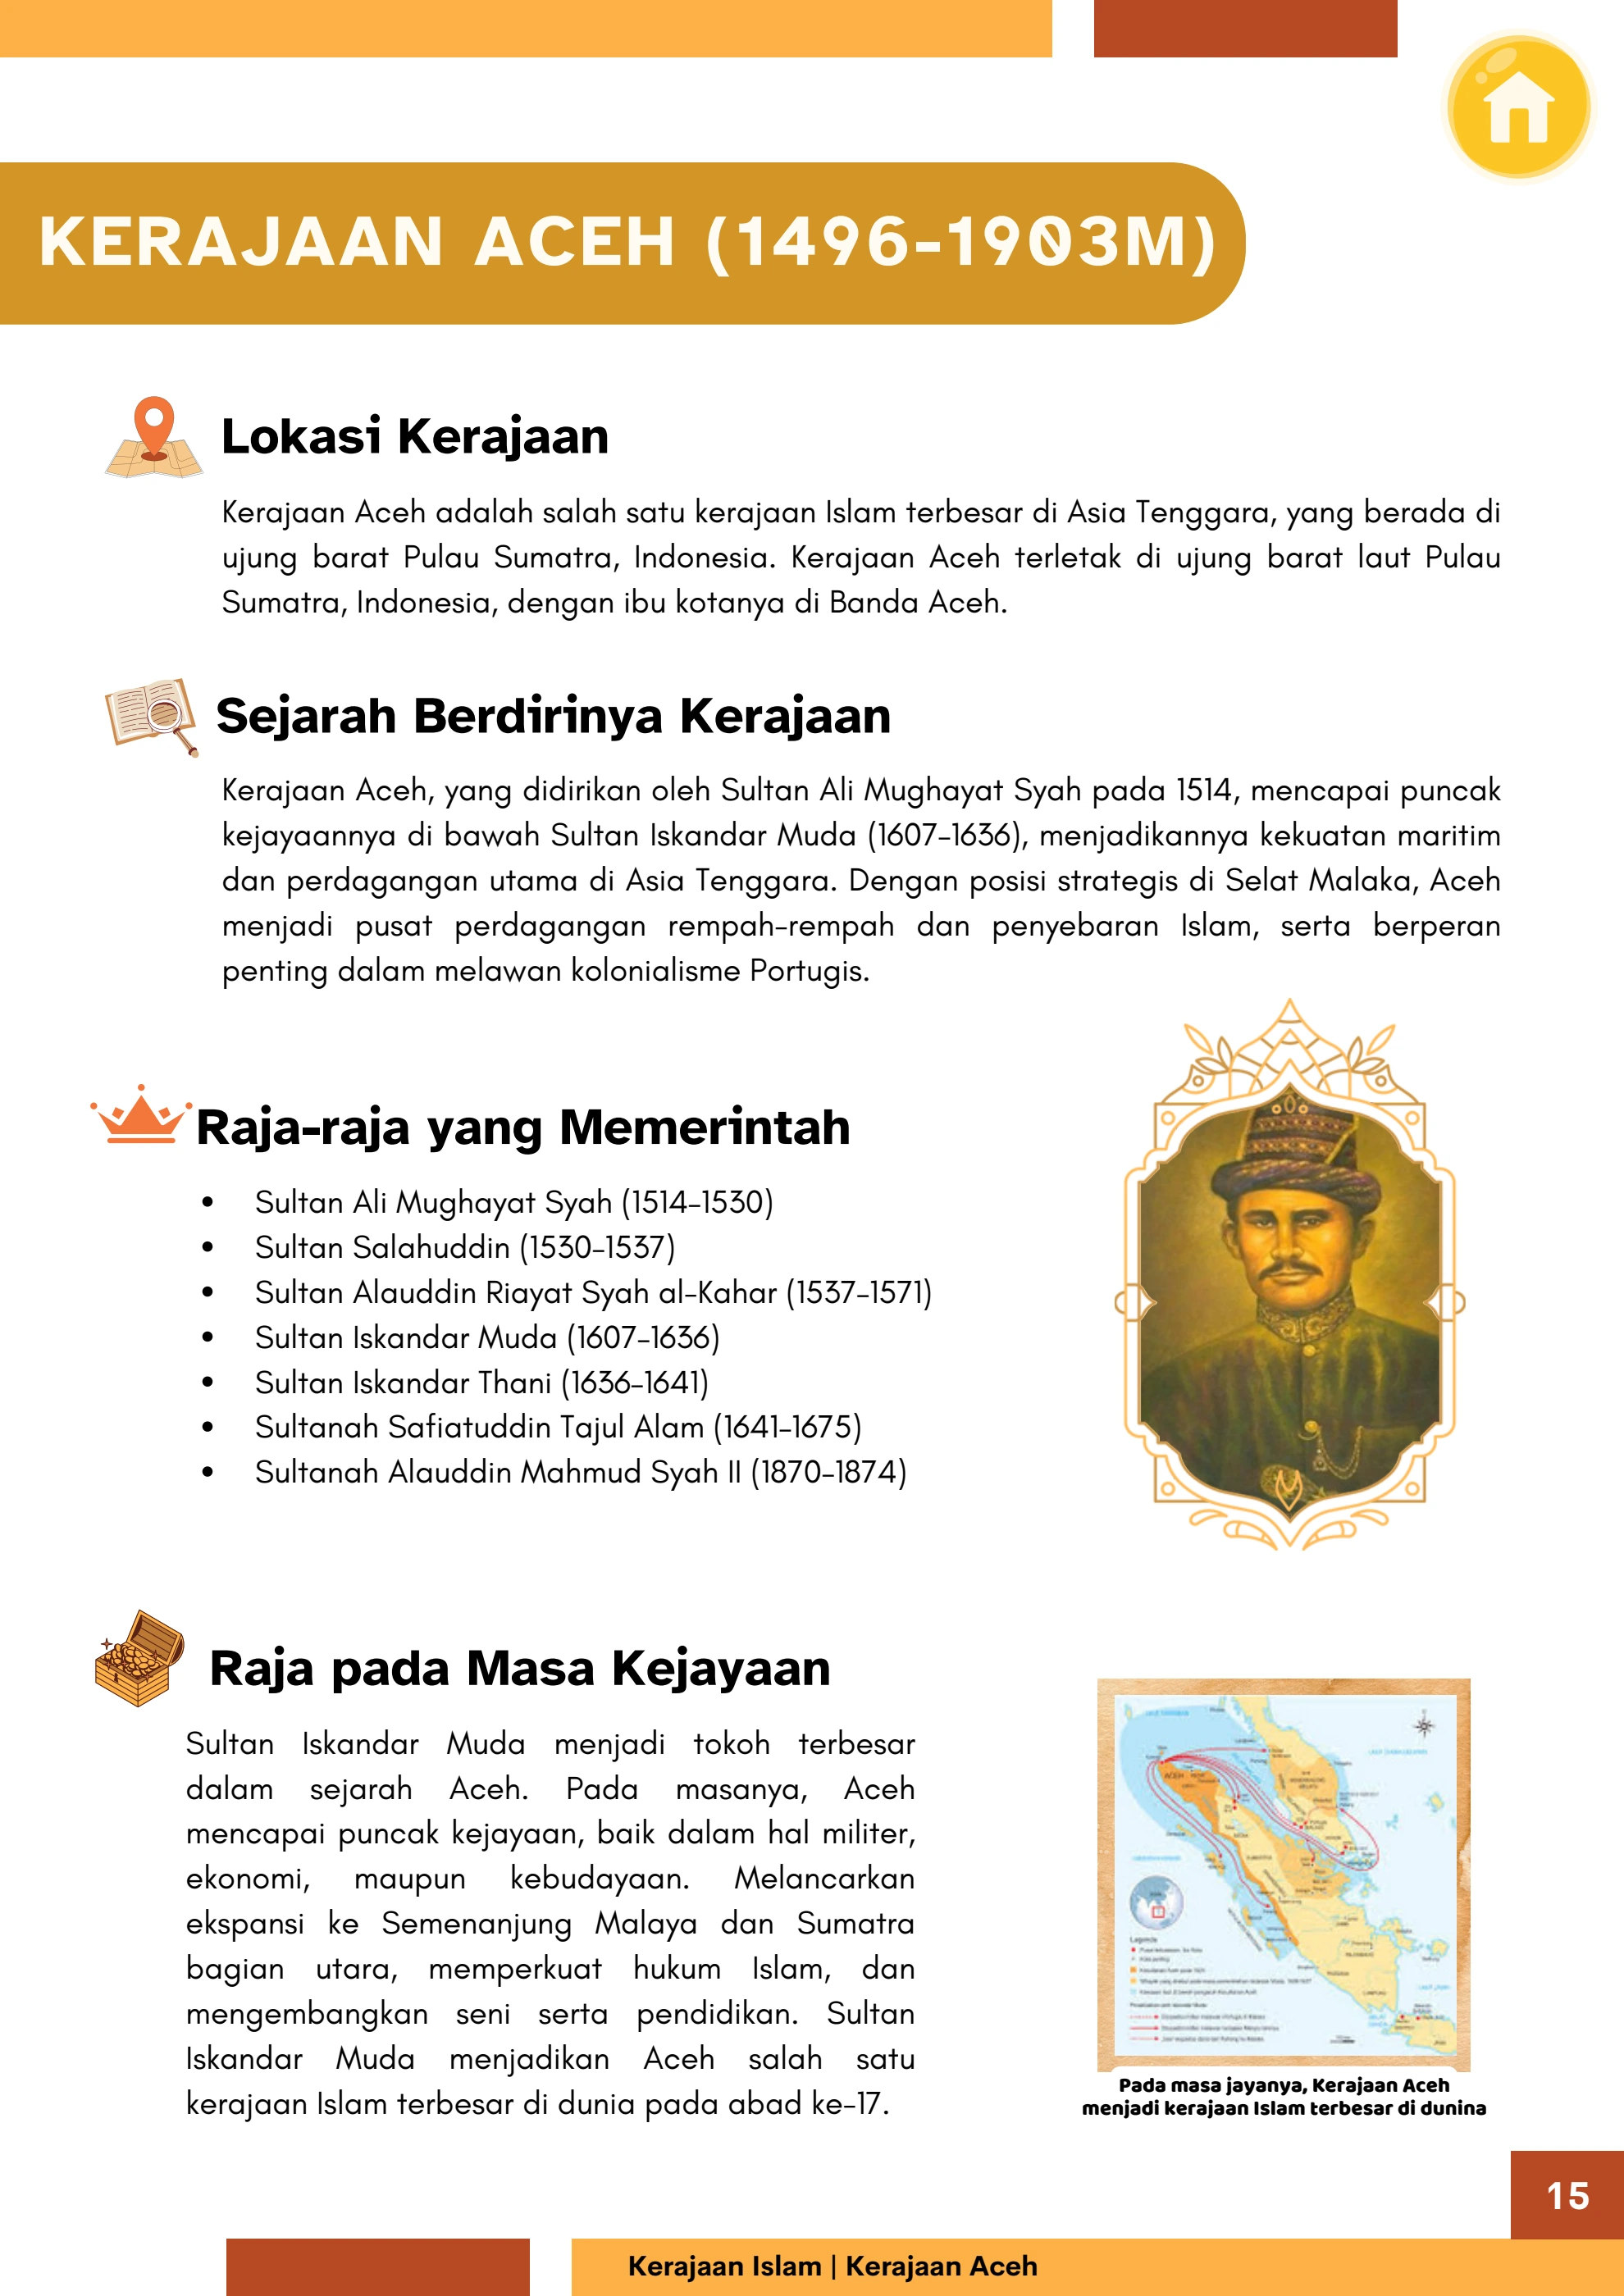 KERAJAAN ACEH (1496-1903M)
Lokasi Kerajaan
Kerajaan Aceh adalah salah satu kerajaan Islam terbesar di Asia Tenggara, yang berada di
ujung barat Pulau Sumatra, Indonesia. Kerajaan Aceh terletak di ujung barat laut Pulau
Sumatra, Indonesia, dengan ibu kotanya di Banda Aceh.
Sejarah Berdirinya Kerajaan
Kerajaan Aceh, yang didirikan oleh Sultan Ali Mughayat Syah pada 1514, mencapai puncak
kejayaannya di bawah Sultan Iskandar Muda (1607-1636), menjadikannya kekuatan maritim
dan perdagangan utama di Asia Tenggara. Dengan posisi strategis di Selat Malaka, Aceh
menjadi pusat perdagangan rempah-rempah dan penyebaran Islam, serta berperan
penting dalam melawan kolonialisme Portugis.
Raja-raja yang Memerintah
• Sultan Ali Mughayat Syah (1514-1530)
• Sultan Salahuddin (1530-1537)
• Sultan Alauddin Riayat Syah al-Kahar (1537-1571)
• Sultan Iskandar Muda (1607-1636)
• Sultan Iskandar Thani (1636-1641)
• Sultanah Safiatuddin Tajul Alam (1641-1675)
• Sultanah Alauddin Mahmud Syah II (1870-1874)
Raja pada Masa Kejayaan
Sultan Iskandar Muda menjadi tokoh terbesar
dalam sejarah Aceh. Pada masanya, Aceh
mencapai puncak kejayaan, baik dalam hal militer,
ekonomi, maupun kebudayaan. Melancarkan
ekspansi ke Semenanjung Malaya dan Sumatra
bagian utara, memperkuat hukum Islam, dan
mengembangkan seni serta pendidikan. Sultan
Iskandar Muda menjadikan Aceh salah satu
kerajaan Islam terbesar di dunia pada abad ke-17.
ACEH
Legenda
Pada masa jayanya, Kerajaan Aceh
menjadi kerajaan Islam terbesar di dunina
15
Kerajaan Islam | Kerajaan Aceh